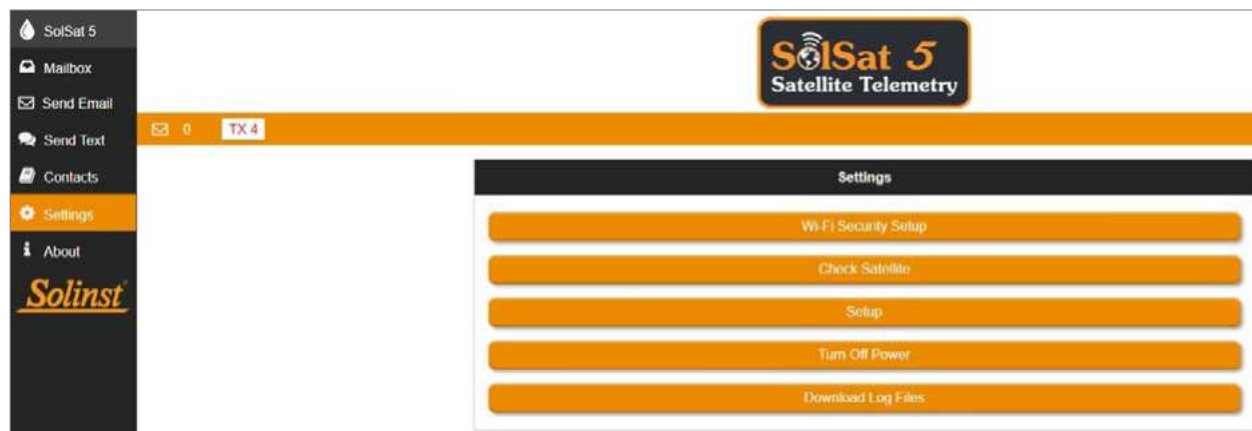 SolSat 5
Mailbox
Send Email
Send Text
Contacts
Settings
About
Solinst®
SolSat 5
Satellite Telemetry
0 TX 4
Settings
Wi-Fi Security Setup
Check Satellite
Setup
Turn Off Power
Download Log Files